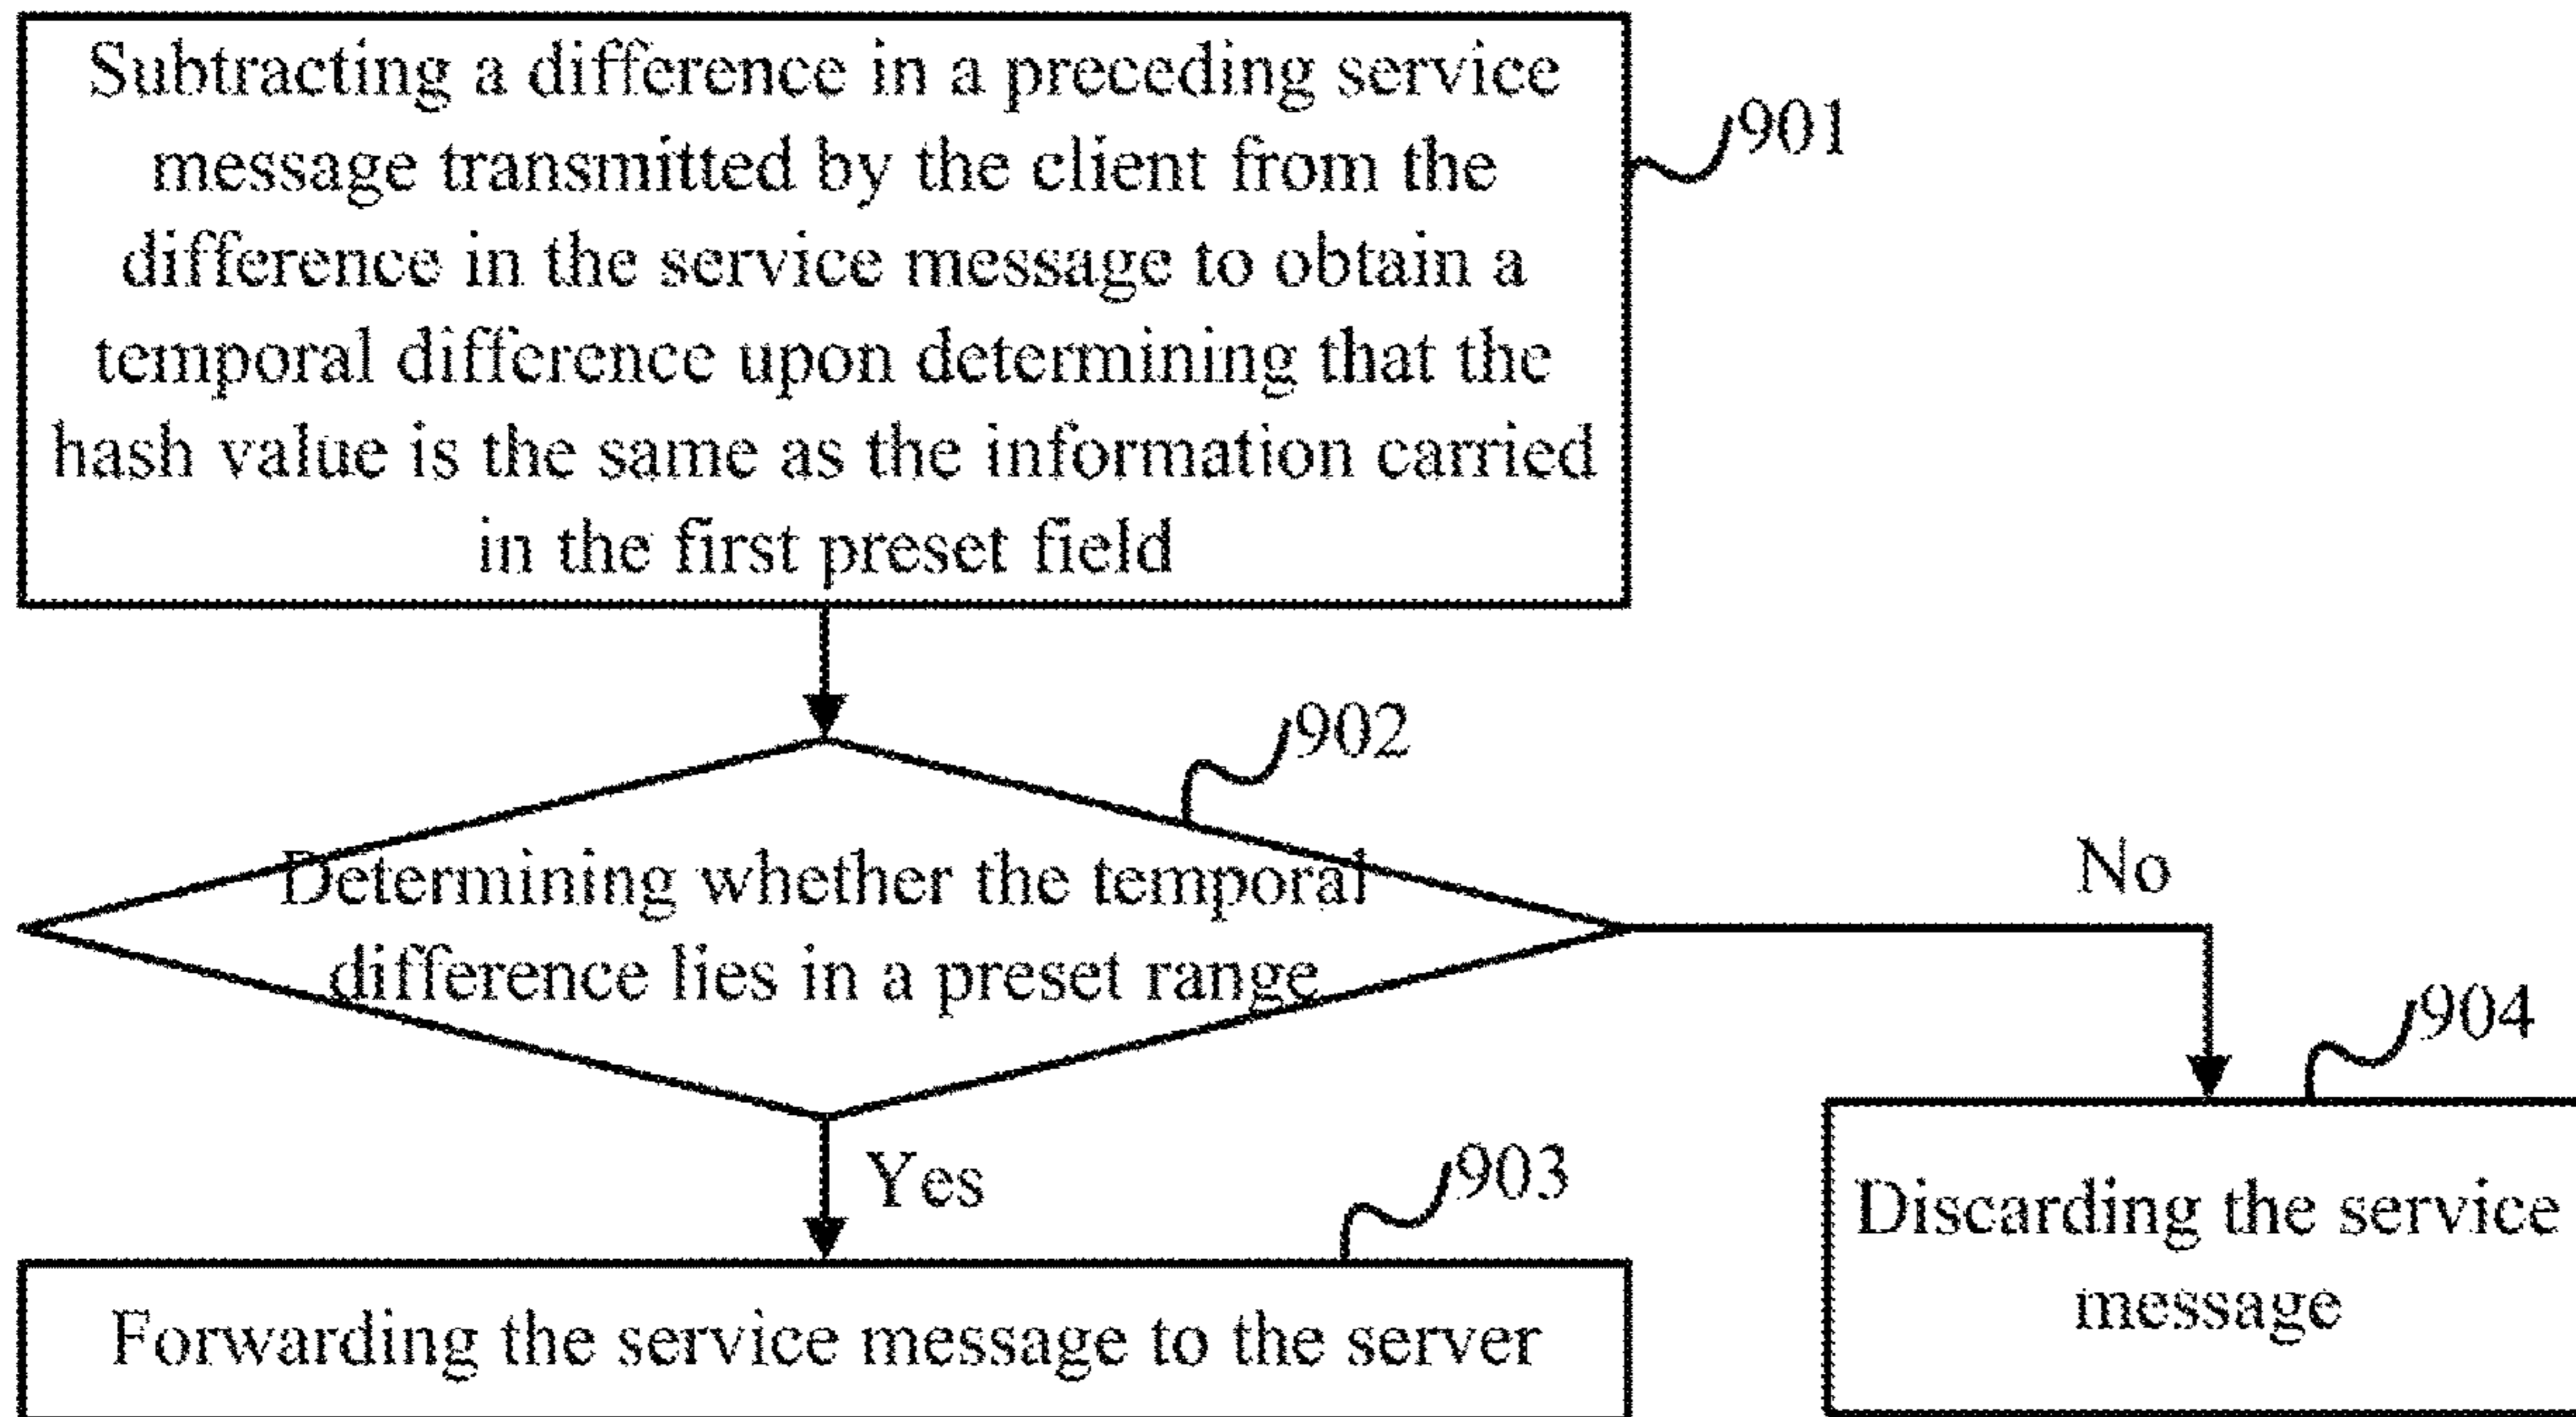 Subtracting a difference in a preceding service
message transmitted by the client from the
difference in the service message to obtain a
temporal difference upon determining that the
hash value is the same as the information carried
in the first preset field
901
902
Determining whether the temporal
difference lies in a preset range
No
904
Yes
903
Discarding the service
message
Forwarding the service message to the server